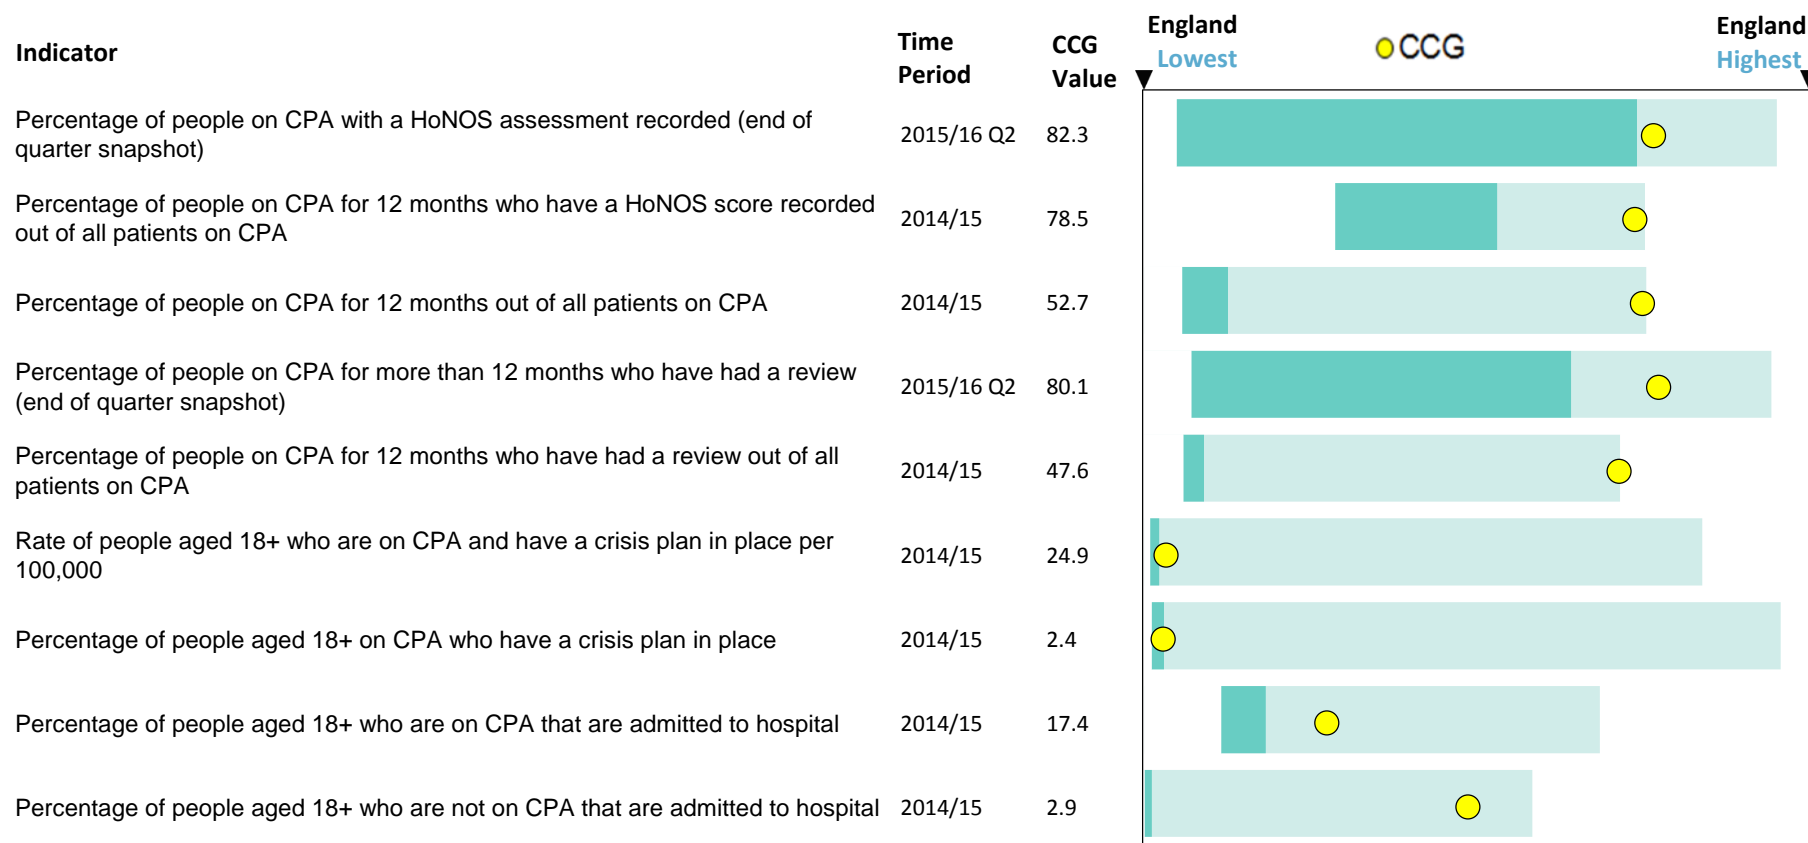 Indicator
Time Period
CCG Value
England Lowest
CCG
England Highest
Percentage of people on CPA with a HoNOS assessment recorded (end of
quarter snapshot)
2015/16 Q2 82.3
Percentage of people on CPA for 12 months who have a HoNOS score recorded
out of all patients on CPA
2014/15 78.5
Percentage of people on CPA for 12 months out of all patients on CPA 2014/15 52.7
Percentage of people on CPA for more than 12 months who have had a review
(end of quarter snapshot)
2015/16 Q2 80.1
Percentage of people on CPA for 12 months who have had a review out of all
patients on CPA
2014/15 47.6
Rate of people aged 18+ who are on CPA and have a crisis plan in place per
100,000
2014/15 24.9
Percentage of people aged 18+ on CPA who have a crisis plan in place 2014/15 2.4
Percentage of people aged 18+ who are on CPA that are admitted to hospital 2014/15 17.4
Percentage of people aged 18+ who are not on CPA that are admitted to hospital 2014/15 2.9